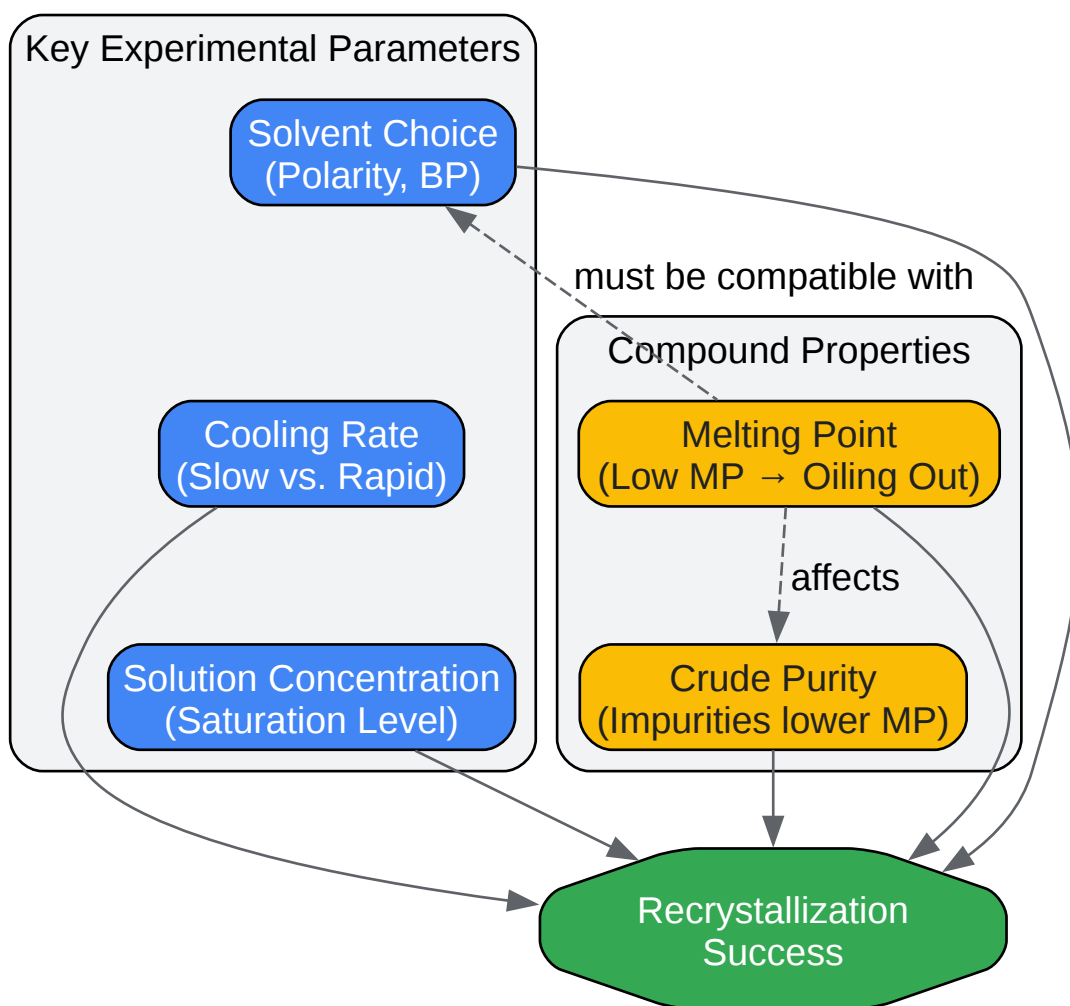 Key Experimental Parameters
Solvent Choice
(Polarity, BP)
must be compatible with
Compound Properties
Cooling Rate
(Slow vs. Rapid)
Melting Point
(Low MP → Oiling Out)
affects
Solution Concentration
(Saturation Level)
Crude Purity
(Impurities lower MP)
Recrystallization
Success